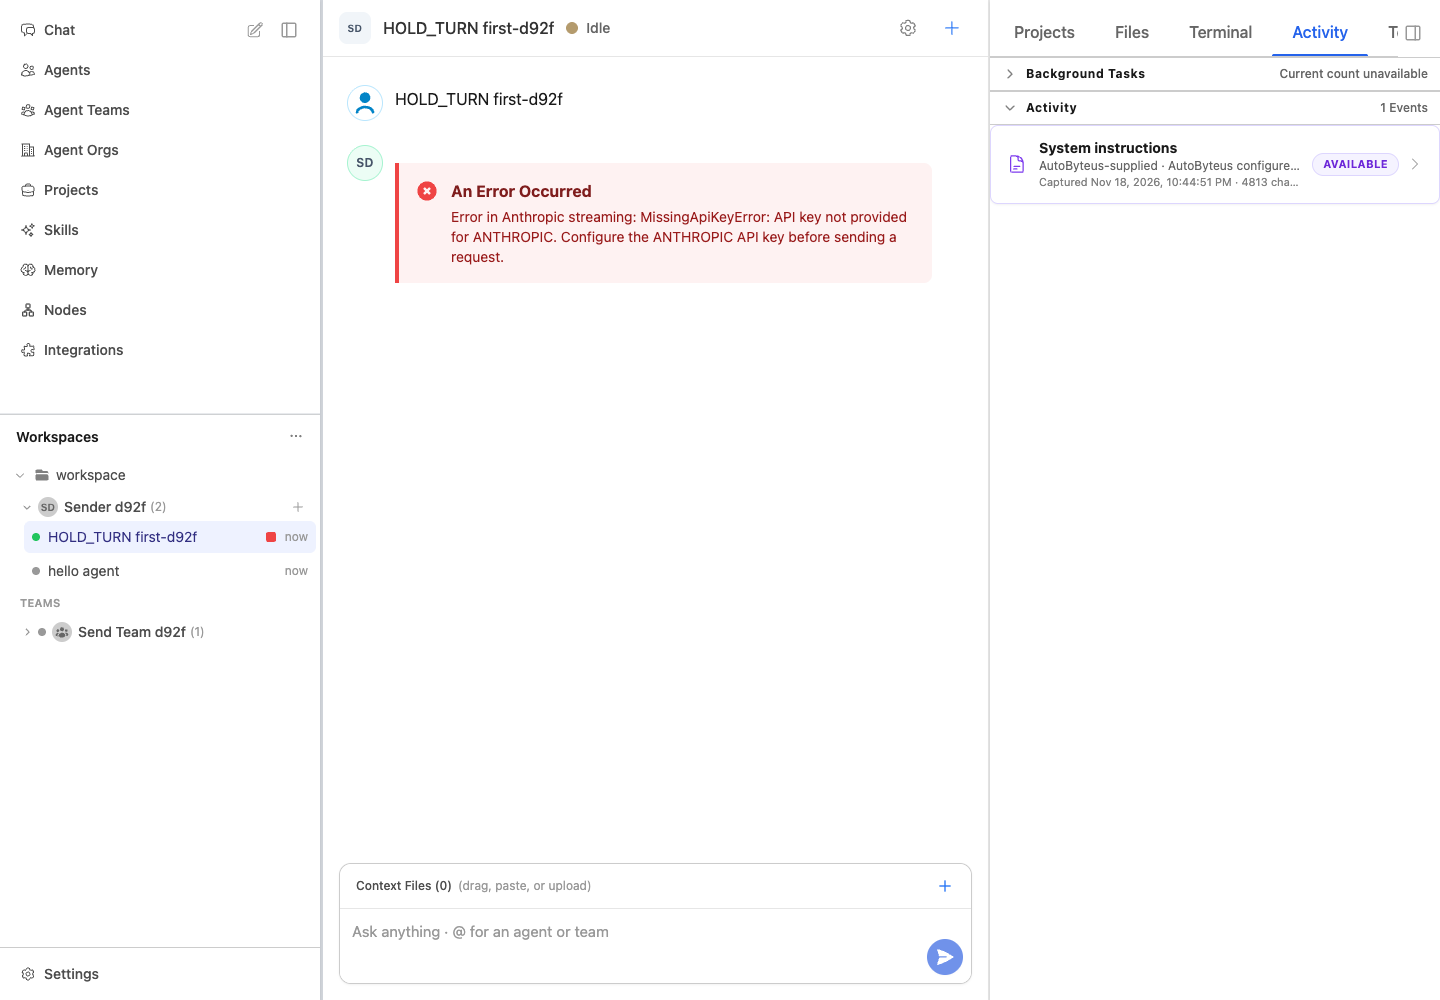 Chat
Agents
Agent Teams
Agent Orgs
Projects
Skills
Memory
Nodes
Integrations
Workspaces
workspace
SD Sender d92f (2)
HOLD_TURN first-d92f now
hello agent now
TEAMS
Send Team d92f (1)
Settings
SD HOLD_TURN first-d92f Idle
HOLD_TURN first-d92f
SD
An Error Occurred
Error in Anthropic streaming: MissingApiKeyError: API key not provided
for ANTHROPIC. Configure the ANTHROPIC API key before sending a
request.
Context Files (0) (drag, paste, or upload)
Ask anything · @ for an agent or team
Projects Files Terminal Activity
Background Tasks Current count unavailable
Activity 1 Events
System instructions
AutoByteus-supplied · AutoByteus configure...
AVAILABLE
Captured Nov 18, 2026, 10:44:51 PM · 4813 cha...